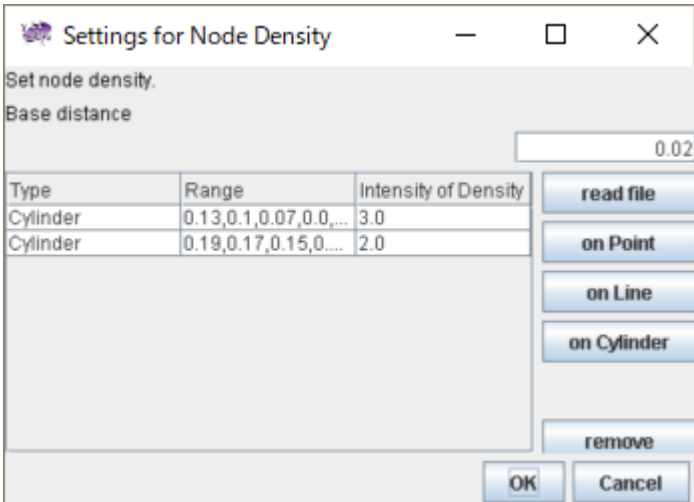 Settings for Node Density
Set node density.
Base distance
0.02
Type Range Intensity of Density
Cylinder 0.13,0.1,0.07,0.0,... 3.0
Cylinder 0.19,0.17,0.15,0.... 2.0
read file
on Point
on Line
on Cylinder
remove
OK Cancel